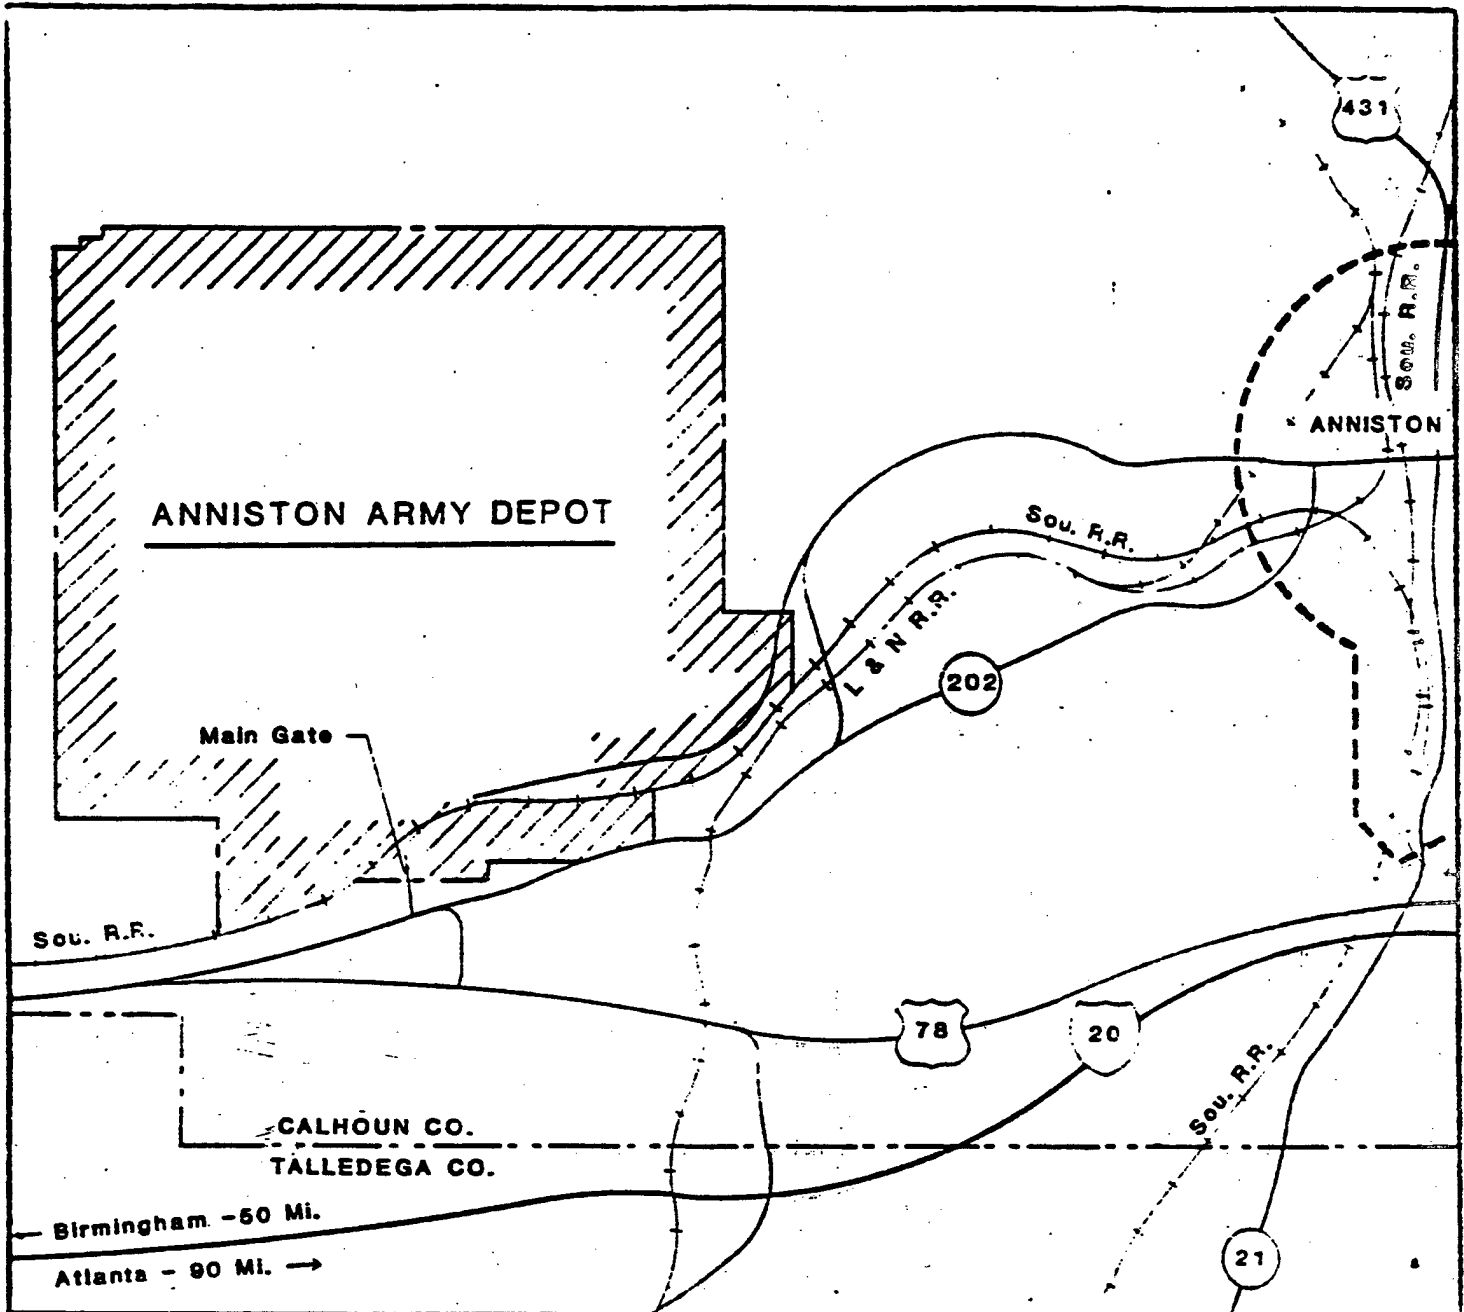 431
Sou. R.R.
ANNISTON
ANNISTON ARMY DEPOT
Sou. R.R.
L & N R.R.
202
Main Gate
Sou. R.R.
78
20
Sou. R.R.
CALHOUN CO.
TALLEDEGA CO.
Birmingham -50 Mi.
Atlanta - 90 Mi.
21